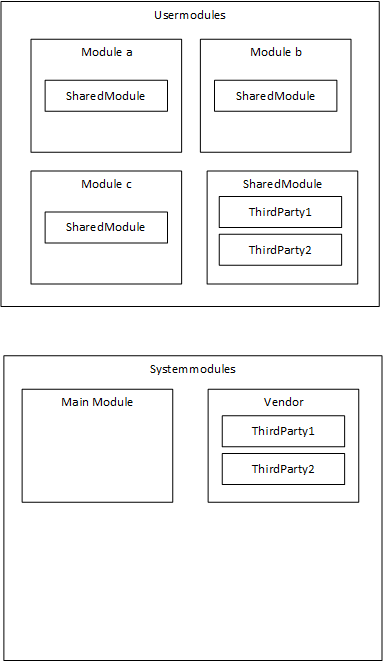 Usermodules
Module a
Module b
SharedModule
SharedModule
Module c
SharedModule
SharedModule
ThirdParty1
ThirdParty2
Systemmodules
Main Module
Vendor
ThirdParty1
ThirdParty2